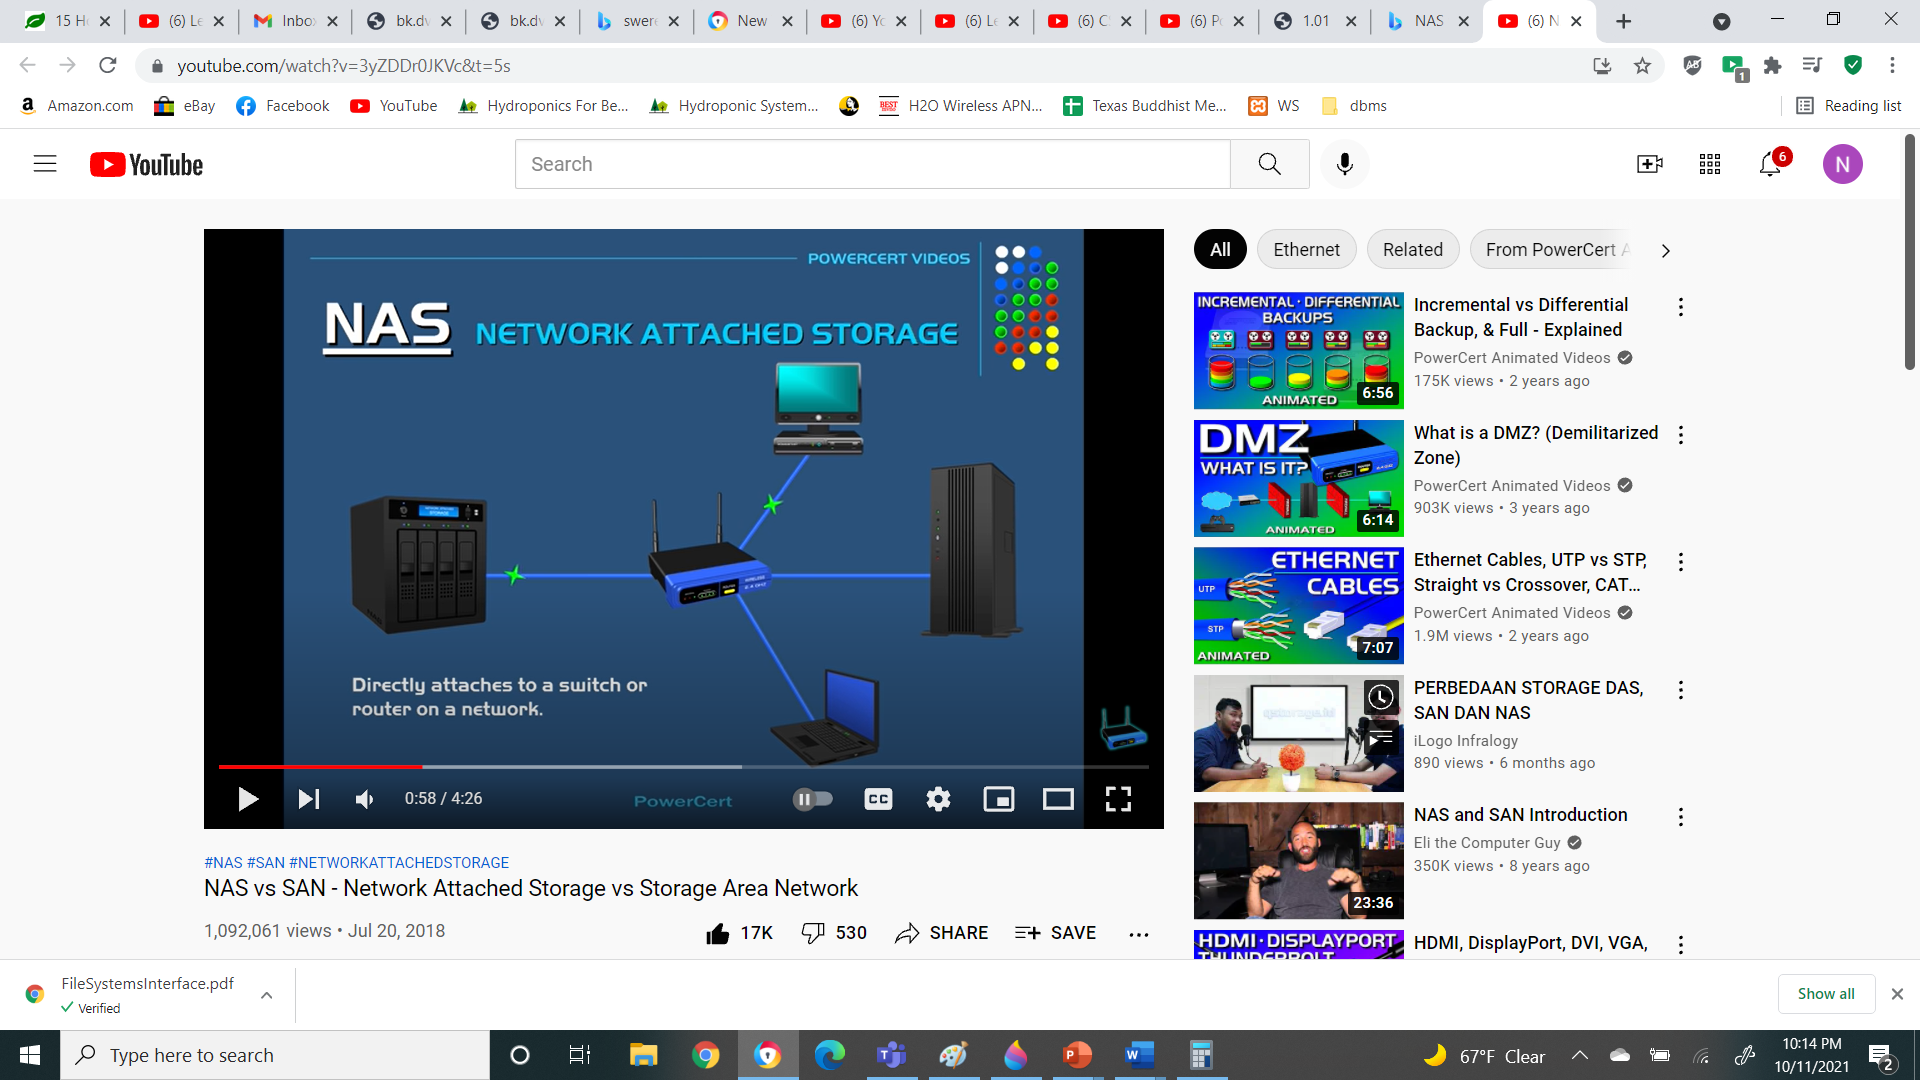 15 Ho
(6) Le
Inbo
bk.dv
bk.dv
swere
New
(6) Yo
(6) Le
(6) C
(6) Po
1.01
NAS
(6) N
youtube.com/watch?v=3yZDDr0JKVc&t=5s
1
Amazon.com
eBay
Facebook
YouTube
Hydroponics For Be...
Hydroponic System...
H2O Wireless APN...
Texas Buddhist Me...
WS
dbms
Reading list
YouTube
Search
6
N
POWERCERT VIDEOS
NAS NETWORK ATTACHED STORAGE
Directly attaches to a switch or
router on a network.
0:58 / 4:26
PowerCert
CC
#NAS #SAN #NETWORKATTACHEDSTORAGE
NAS vs SAN - Network Attached Storage vs Storage Area Network
1,092,061 views • Jul 20, 2018
17K
530
SHARE
SAVE
All
Ethernet
Related
From PowerCert A
INCREMENTAL · DIFFERENTIAL
BACKUPS
ANIMATED
6:56
Incremental vs Differential
Backup, & Full - Explained
PowerCert Animated Videos
175K views • 2 years ago
DMZ
WHAT IS IT?
ANIMATED
6:14
What is a DMZ? (Demilitarized
Zone)
PowerCert Animated Videos
903K views • 3 years ago
ETHERNET
CABLES
UTP
STP
ANIMATED
7:07
Ethernet Cables, UTP vs STP,
Straight vs Crossover, CAT...
PowerCert Animated Videos
1.9M views • 2 years ago
PERBEDAAN STORAGE DAS,
SAN DAN NAS
iLogo Infralogy
890 views • 6 months ago
23:36
NAS and SAN Introduction
Eli the Computer Guy
350K views • 8 years ago
HDMI · DISPLAYPORT
THUNDERBOLT
HDMI, DisplayPort, DVI, VGA,
FileSystemsInterface.pdf
Verified
Show all
Type here to search
67°F Clear
10:14 PM
10/11/2021
2